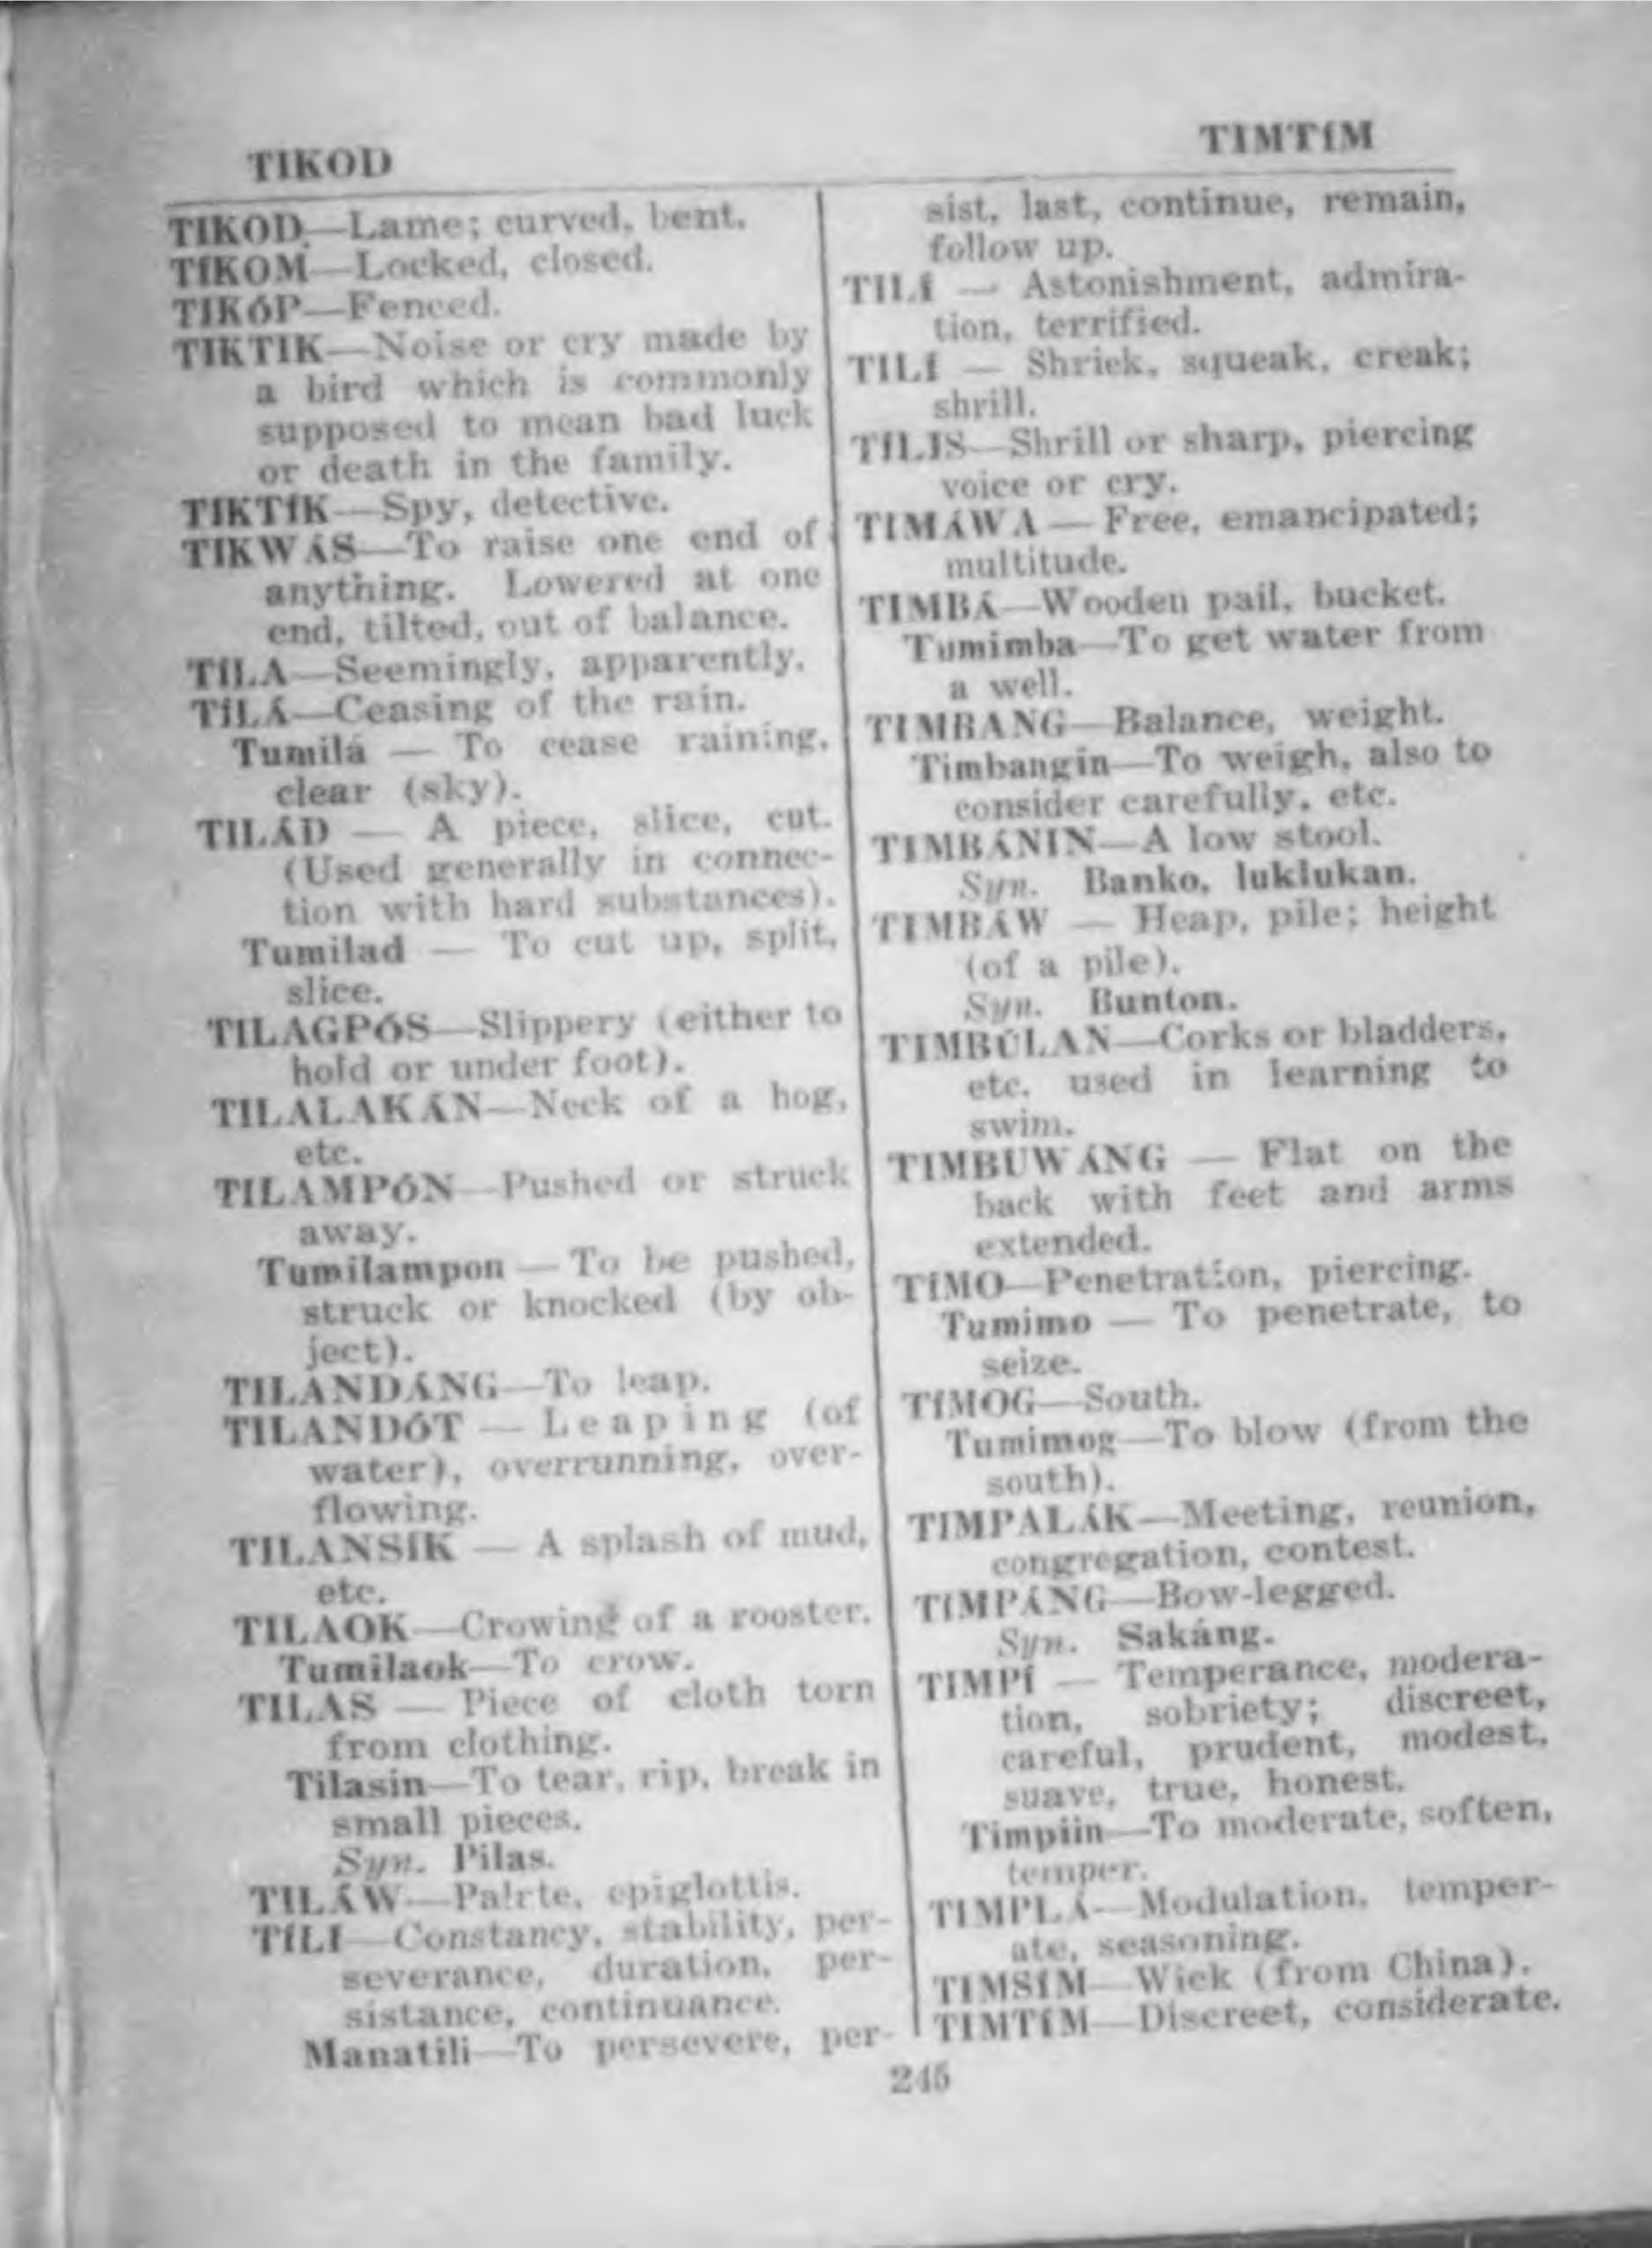 TIKOD
TIMTÍM
TIKOD—Lame; curved, bent.
TÍKOM—Locked, closed.
TIKÓP—Fenced.
TIKTIK—Noise or cry made by
a bird which is commonly
supposed to mean bad luck
or death in the family.
TÍKTÍK—Spy, detective.
TIKWÁS—To raise one end of
anything. Lowered at one
end, tilted, out of balance.
TÍLA—Seemingly, apparently.
TÍLÁ—Ceasing of the rain.
Tumilá — To cease raining,
clear (sky).
TILÁD — A piece, slice, cut.
(Used generally in connec-
tion with hard substances).
Tumilad — To cut up, split,
slice.
TILAGPÓS—Slippery (either to
hold or under foot).
TILALAKÁN—Neck of a hog,
etc.
TILAMPÓN—Pushed or struck
away.
Tumilampon — To be pushed,
struck or knocked (by ob-
ject).
TILANDÁNG—To leap.
TILANDÓT — Leaping (of
water), overrunning, over-
flowing.
TILANSÍK — A splash of mud,
etc.
TILAOK—Crowing of a rooster.
Tumilaok—To crow.
TILAS — Piece of cloth torn
from clothing.
Tilasin—To tear, rip, break in
small pieces.
Syn. Pilas.
TILÁW—Palrte, epiglottis.
TÍLI—Constancy, stability, per-
severance, duration, per-
sistance, continuance.
Manatili—To persevere, per-
sist, last, continue, remain,
follow up.
TILÍ — Astonishment, admira-
tion, terrified.
TILÍ — Shriek, squeak, creak;
shrill.
TÍLIS—Shrill or sharp, piercing
voice or cry.
TIMÁWA — Free, emancipated;
multitude.
TIMBÁ—Wooden pail, bucket.
Tumimba—To get water from
a well.
TIMBANG—Balance, weight.
Timbangin—To weigh, also to
consider carefully, etc.
TIMBÁNIN—A low stool.
Syn. Banko, luklukan.
TIMBÁW — Heap, pile; height
(of a pile).
Syn. Bunton.
TIMBÚLAN—Corks or bladders,
etc. used in learning to
swim.
TIMBUWÁNG — Flat on the
back with feet and arms
extended.
TÍMO—Penetration, piercing.
Tumimo — To penetrate, to
seize.
TÍMOG—South.
Tumimog—To blow (from the
south).
TIMPALÁK—Meeting, reunion,
congregation, contest.
TÍMPÁNG—Bow-legged.
Syn. Sakáng.
TIMPÍ — Temperance, modera-
tion, sobriety; discreet,
careful, prudent, modest,
suave, true, honest.
Timpiin—To moderate, soften,
temper.
TIMPLÁ—Modulation, temper-
ate, seasoning.
TIMSÍM—Wick (from China).
TIMTÍM—Discreet, considerate.
245